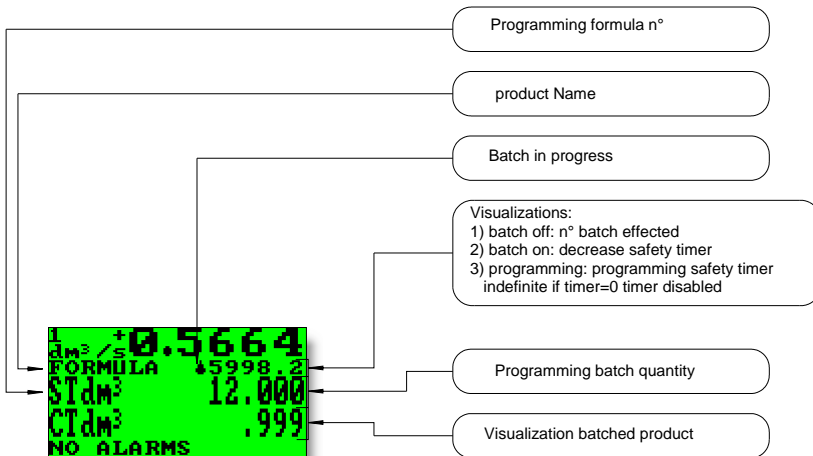 Programming formula n°
product Name
Batch in progress
Visualizations:
1) batch off: n° batch effected
2) batch on: decrease safety timer
3) programming: programming safety timer
indefinite if timer=0 timer disabled
1
dm³/s +0.5664
FORMULA 5998.2
STdm³ 12.000
CTdm³ .999
NO ALARMS
Programming batch quantity
Visualization batched product